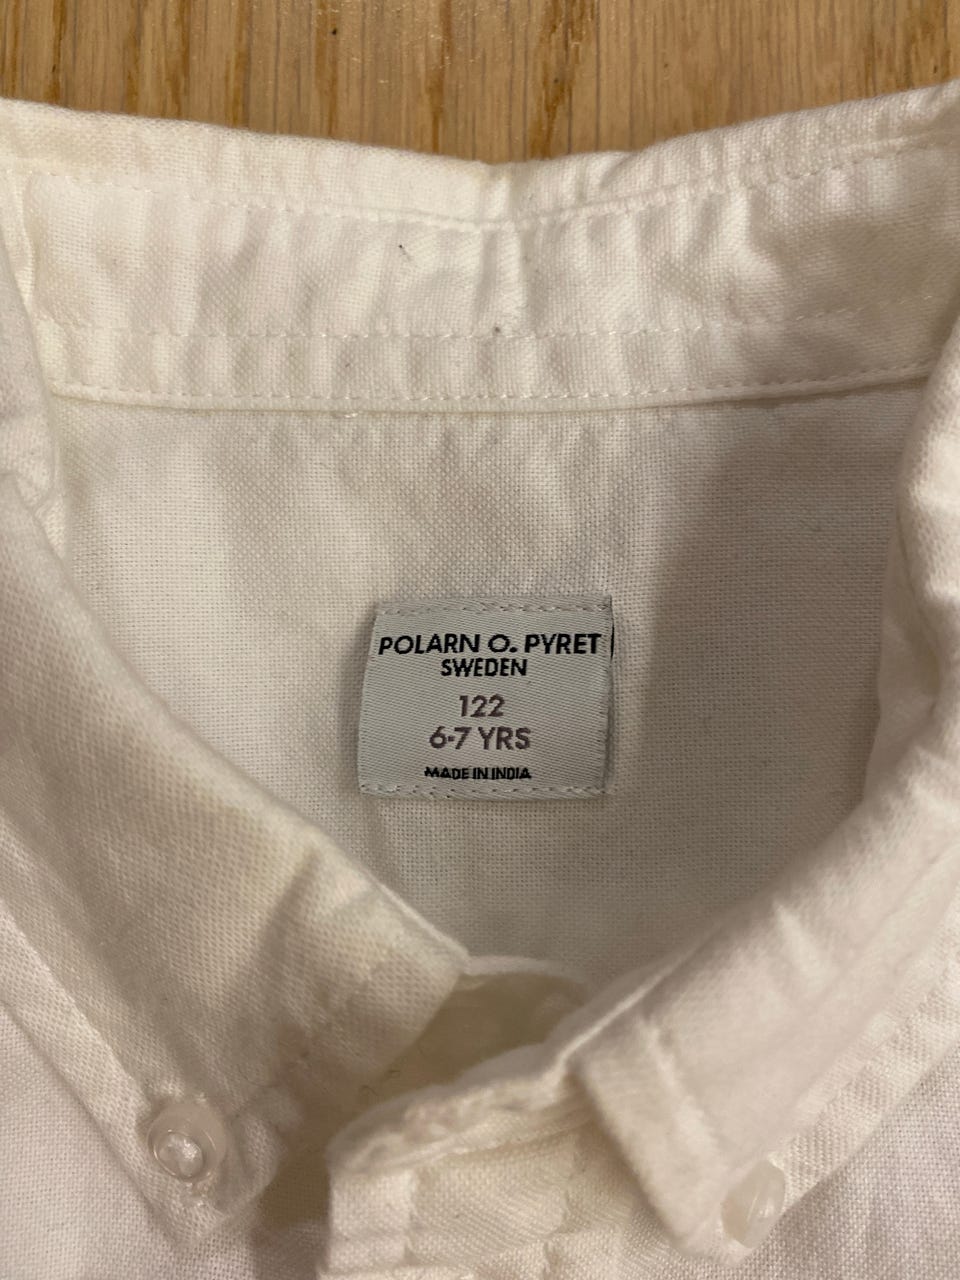 POLARN O. PYRET
SWEDEN
122
6-7 YRS
MADE IN INDIA